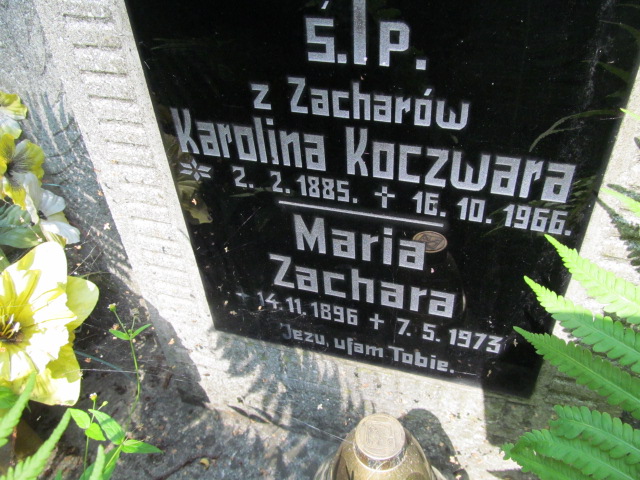 Ś.†P.
z Zacharów
Karolina Koczwara
* 2. 2. 1885. + 16. 10. 1966.
Maria
Zachara
14.11.1896 + 7.5.1973
Jezu, ufam Tobie.